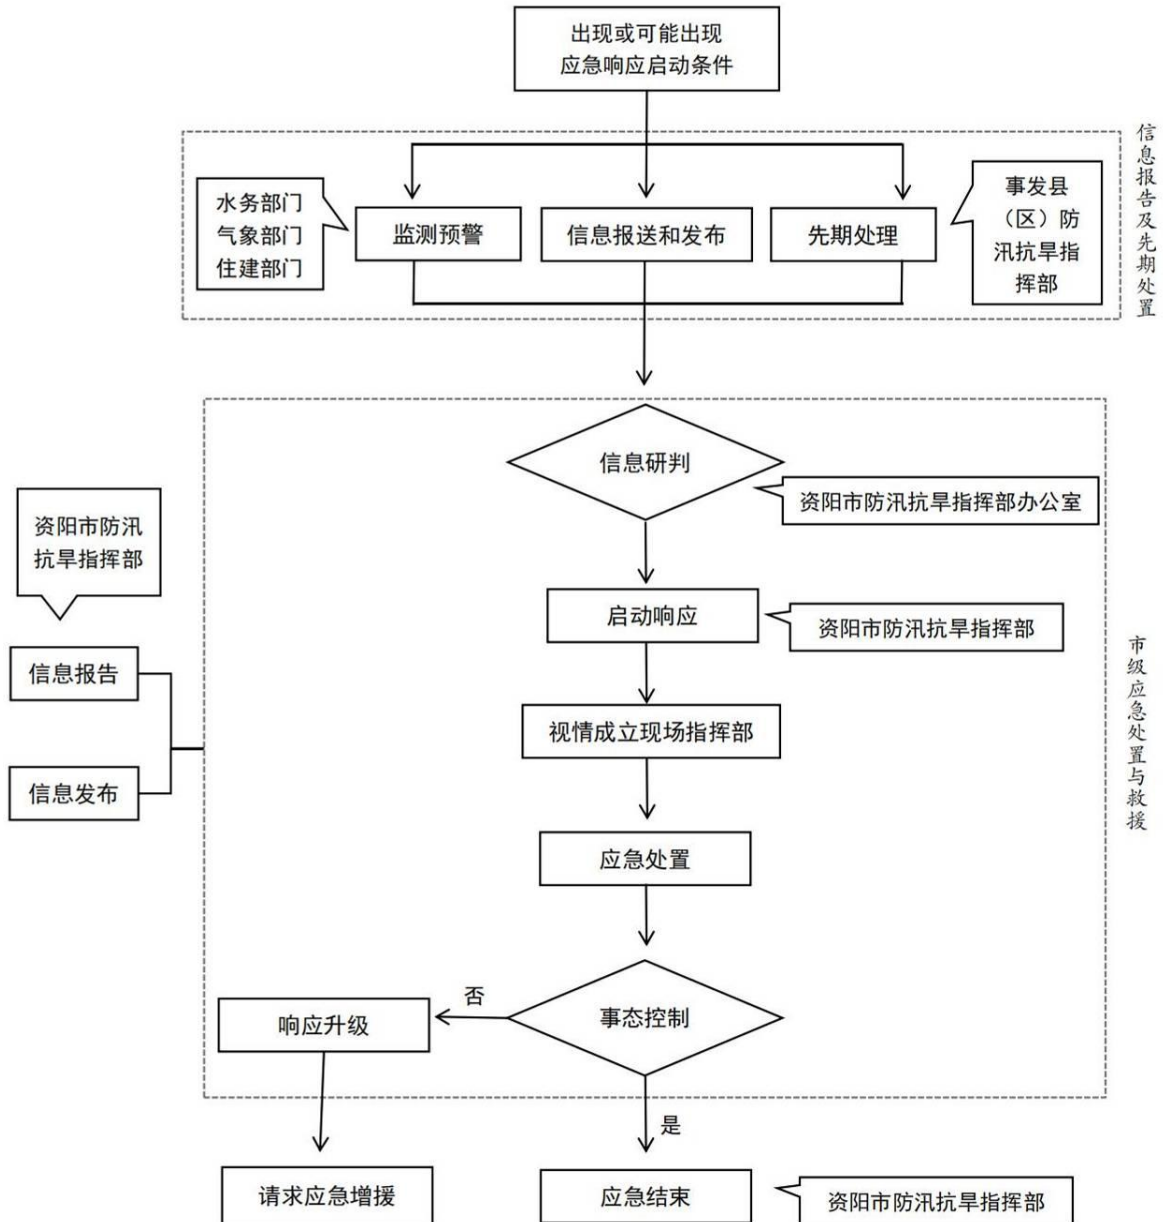 出现或可能出现
应急响应启动条件
信息报告及先期处置
水务部门
气象部门
住建部门
监测预警
信息报送和发布
先期处理
事发县
（区）防
汛抗旱指
挥部
信息研判
资阳市防汛抗旱指挥部办公室
资阳市防汛
抗旱指挥部
启动响应
资阳市防汛抗旱指挥部
信息报告
视情成立现场指挥部
市级应急处置与救援
信息发布
应急处置
否
事态控制
响应升级
是
请求应急增援
应急结束
资阳市防汛抗旱指挥部